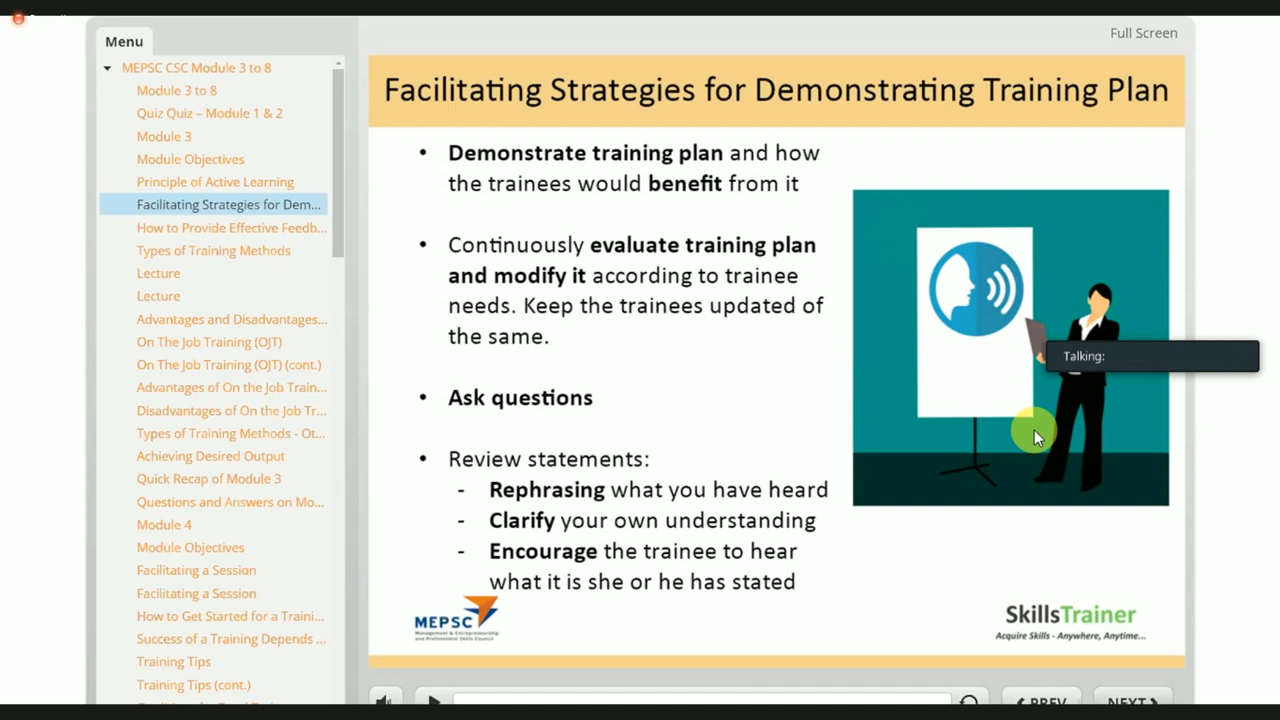 Full Screen
Menu
MEPSC CSC Module 3 to 8
Module 3 to 8
Quiz Quiz – Module 1 & 2
Module 3
Module Objectives
Principle of Active Learning
Facilitating Strategies for Dem...
How to Provide Effective Feedb...
Types of Training Methods
Lecture
Lecture
Advantages and Disadvantages...
On The Job Training (OJT)
On The Job Training (OJT) (cont.)
Advantages of On the Job Train...
Disadvantages of On the Job Tr...
Types of Training Methods - Ot...
Achieving Desired Output
Quick Recap of Module 3
Questions and Answers on Mo...
Module 4
Module Objectives
Facilitating a Session
Facilitating a Session
How to Get Started for a Traini...
Success of a Training Depends ...
Training Tips
Training Tips (cont.)
Facilitating Strategies for Demonstrating Training Plan
• Demonstrate training plan and how
the trainees would benefit from it
• Continuously evaluate training plan
and modify it according to trainee
needs. Keep the trainees updated of
the same.
• Ask questions
• Review statements:
- Rephrasing what you have heard
- Clarify your own understanding
- Encourage the trainee to hear
what it is she or he has stated
Talking:
MEPSC
Management & Entrepreneurship
and Professional Skills Council
SkillsTrainer
Acquire Skills - Anywhere, Anytime...
PREV
NEXT